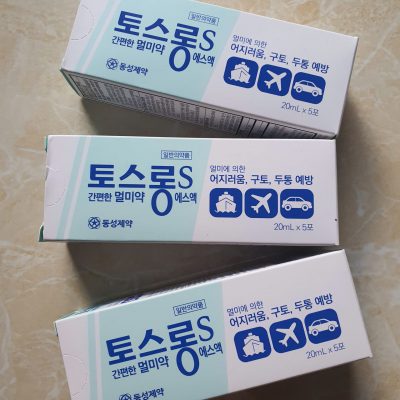 일반의약품
토스롱S
간편한 멀미약 에스액
동성제약
멀미에 의한
어지러움, 구토, 두통 예방
20mL x 5포
일반의약품
토스롱S
간편한 멀미약 에스액
동성제약
멀미에 의한
어지러움, 구토, 두통 예방
20mL x 5포
일반의약품
토스롱S
간편한 멀미약 에스액
동성제약
멀미에 의한
어지러움, 구토, 두통 예방
20mL x 5포